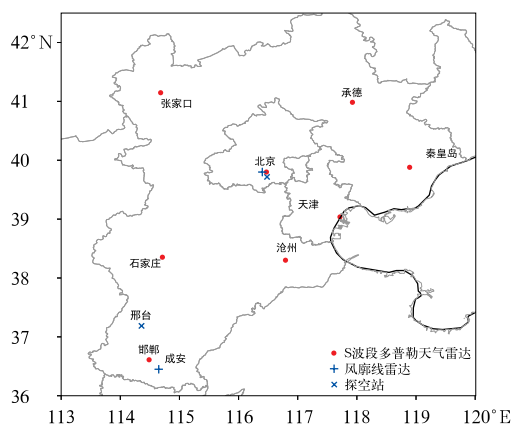 42°N
41
40
39
38
37
36
张家口
承德
北京
秦皇岛
天津
沧州
石家庄
邢台
邯郸
成安
S波段多普勒天气雷达
风廓线雷达
探空站
113 114 115 116 117 118 119 120°E